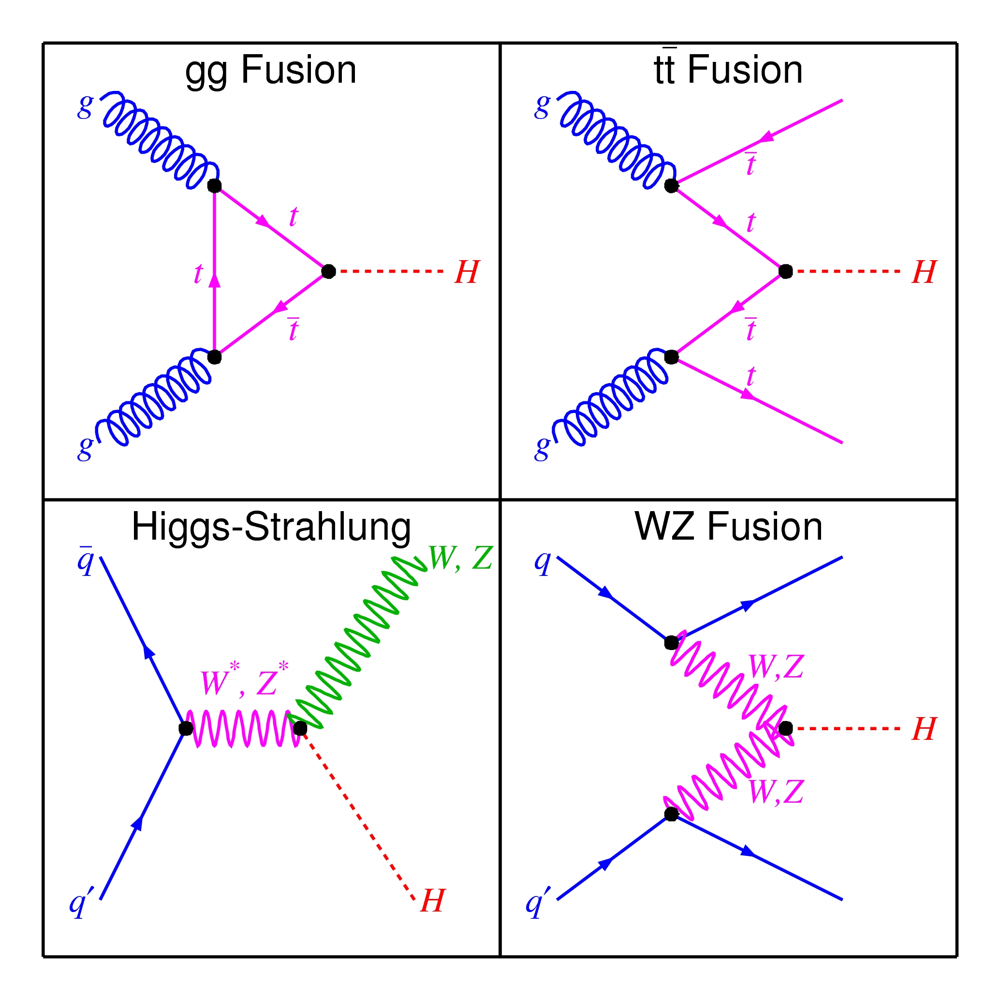 gg Fusion
g
t
t
H
t̅
g
tt̅ Fusion
g
t̅
t
H
t̅
t
g
Higgs-Strahlung
q̅
W, Z
W*, Z*
q′
H
WZ Fusion
q
W,Z
H
W,Z
q′